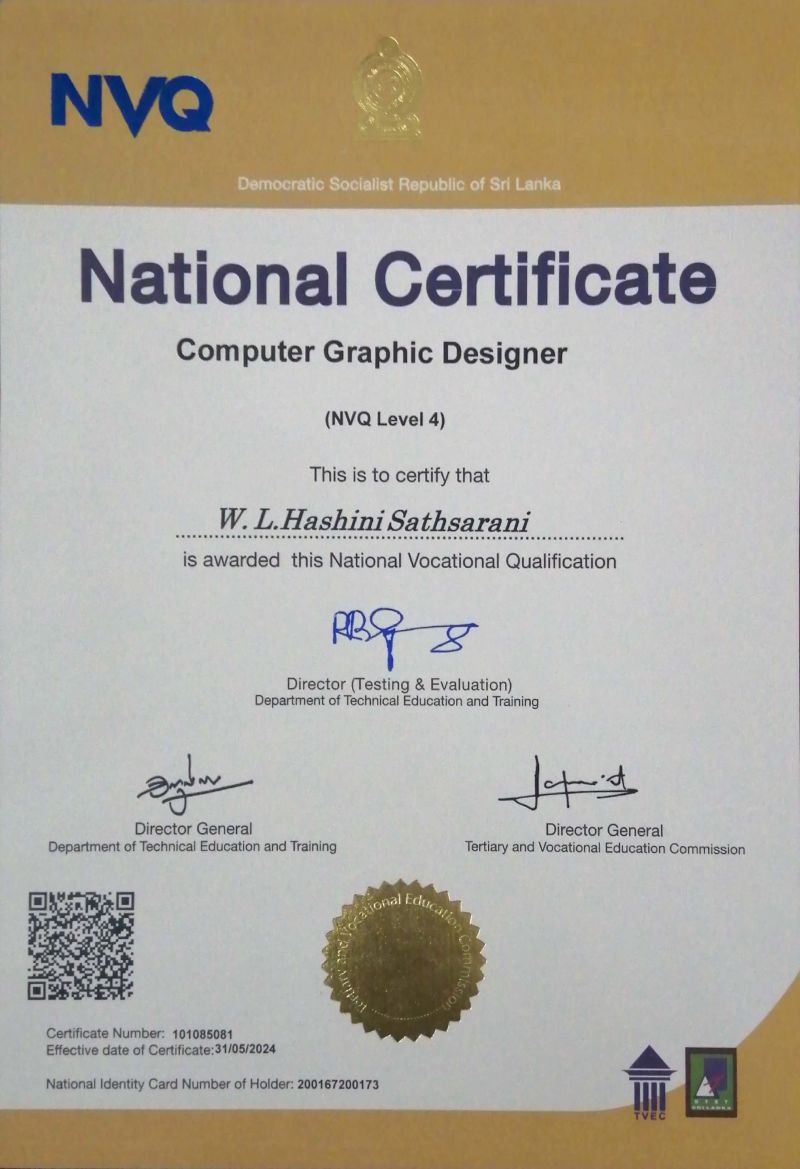 NVQ
Democratic Socialist Republic of Sri Lanka
National Certificate
Computer Graphic Designer
(NVQ Level 4)
This is to certify that
W. L.Hashini Sathsarani
is awarded this National Vocational Qualification
Director (Testing & Evaluation)
Department of Technical Education and Training
Director General
Department of Technical Education and Training
Director General
Tertiary and Vocational Education Commission
Tertiary and Vocational Education Commission
Certificate Number: 101085081
Effective date of Certificate:31/05/2024
National Identity Card Number of Holder: 200167200173
TVEC
DTET
SRI LANKA